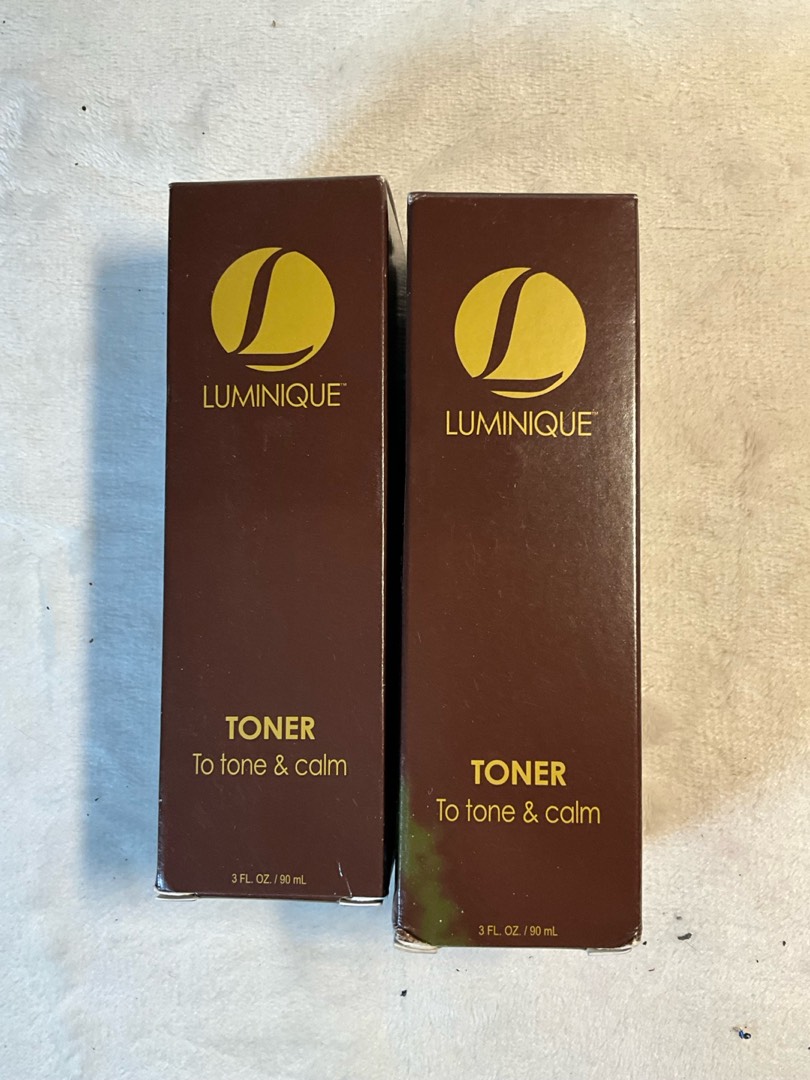 LUMINIQUE™
TONER
To tone & calm
3 FL. OZ. / 90 mL
LUMINIQUE™
TONER
To tone & calm
3 FL. OZ. / 90 mL